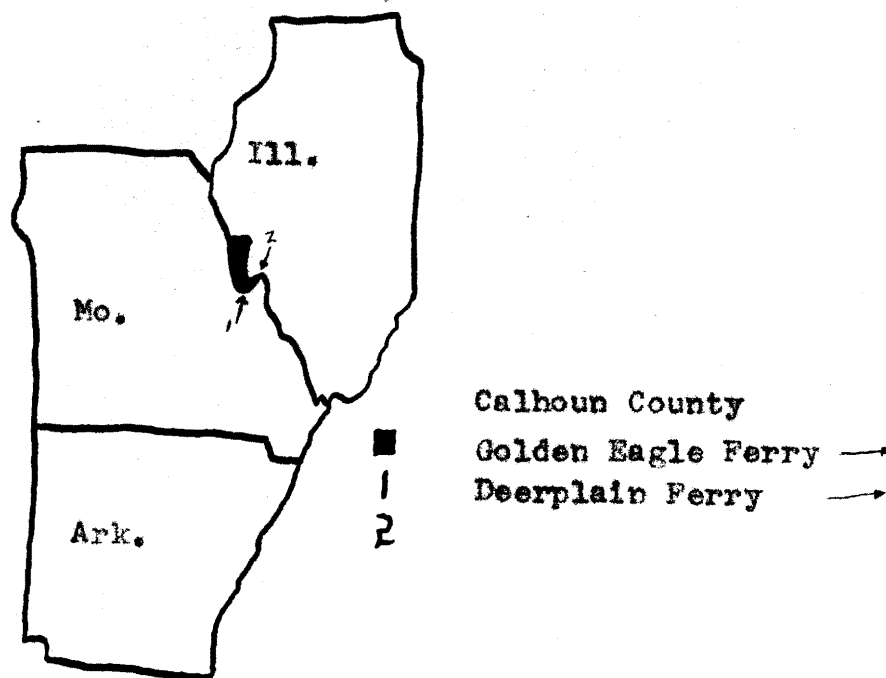 Ill.
2
Mo.
1
Calhoun County
Golden Eagle Ferry
1
Deerplain Ferry
2
Ark.